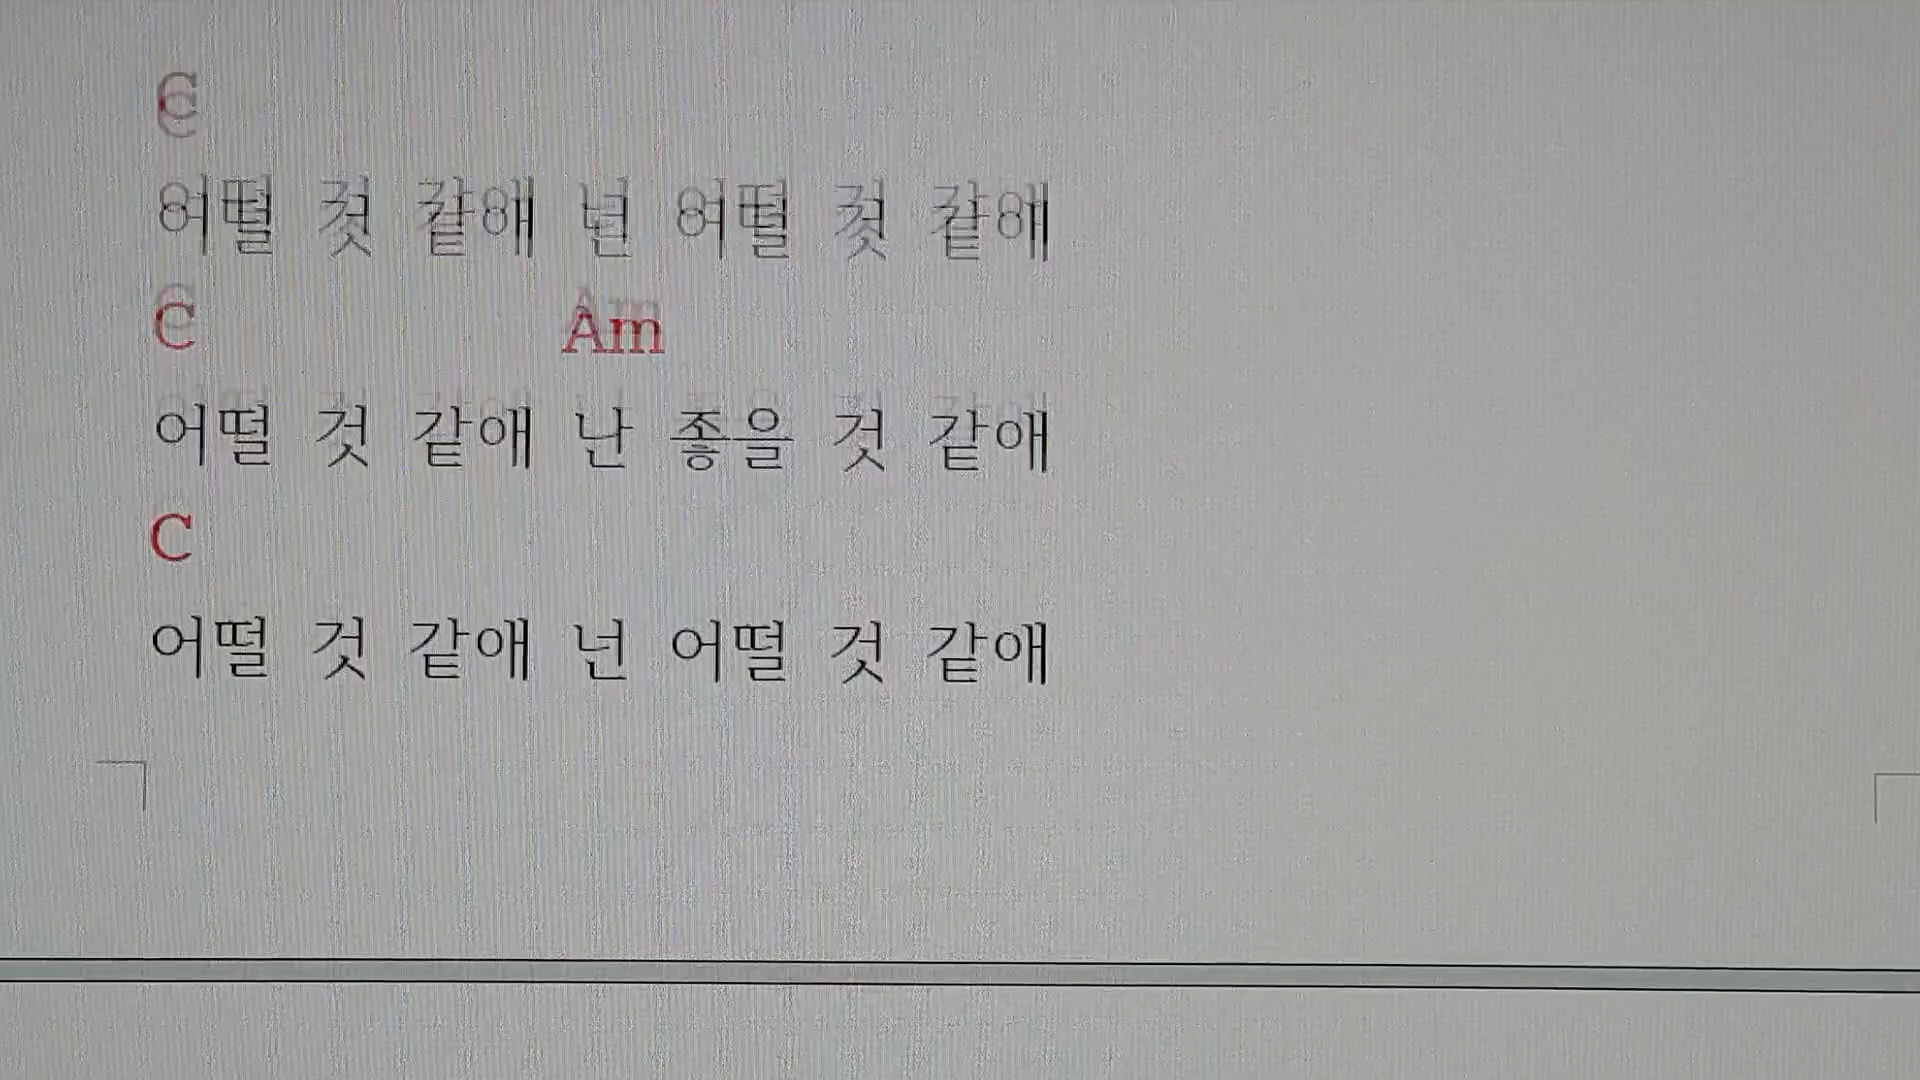 C
어떨 것 같애 넌 어떨 것 같애
C Am
어떨 것 같애 난 좋을 것 같애
C
어떨 것 같애 넌 어떨 것 같애